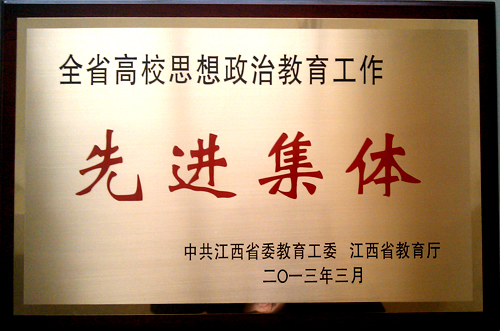 全省高校思想政治教育工作
先进集体
中共江西省委教育工委 江西省教育厅
二〇一三年三月